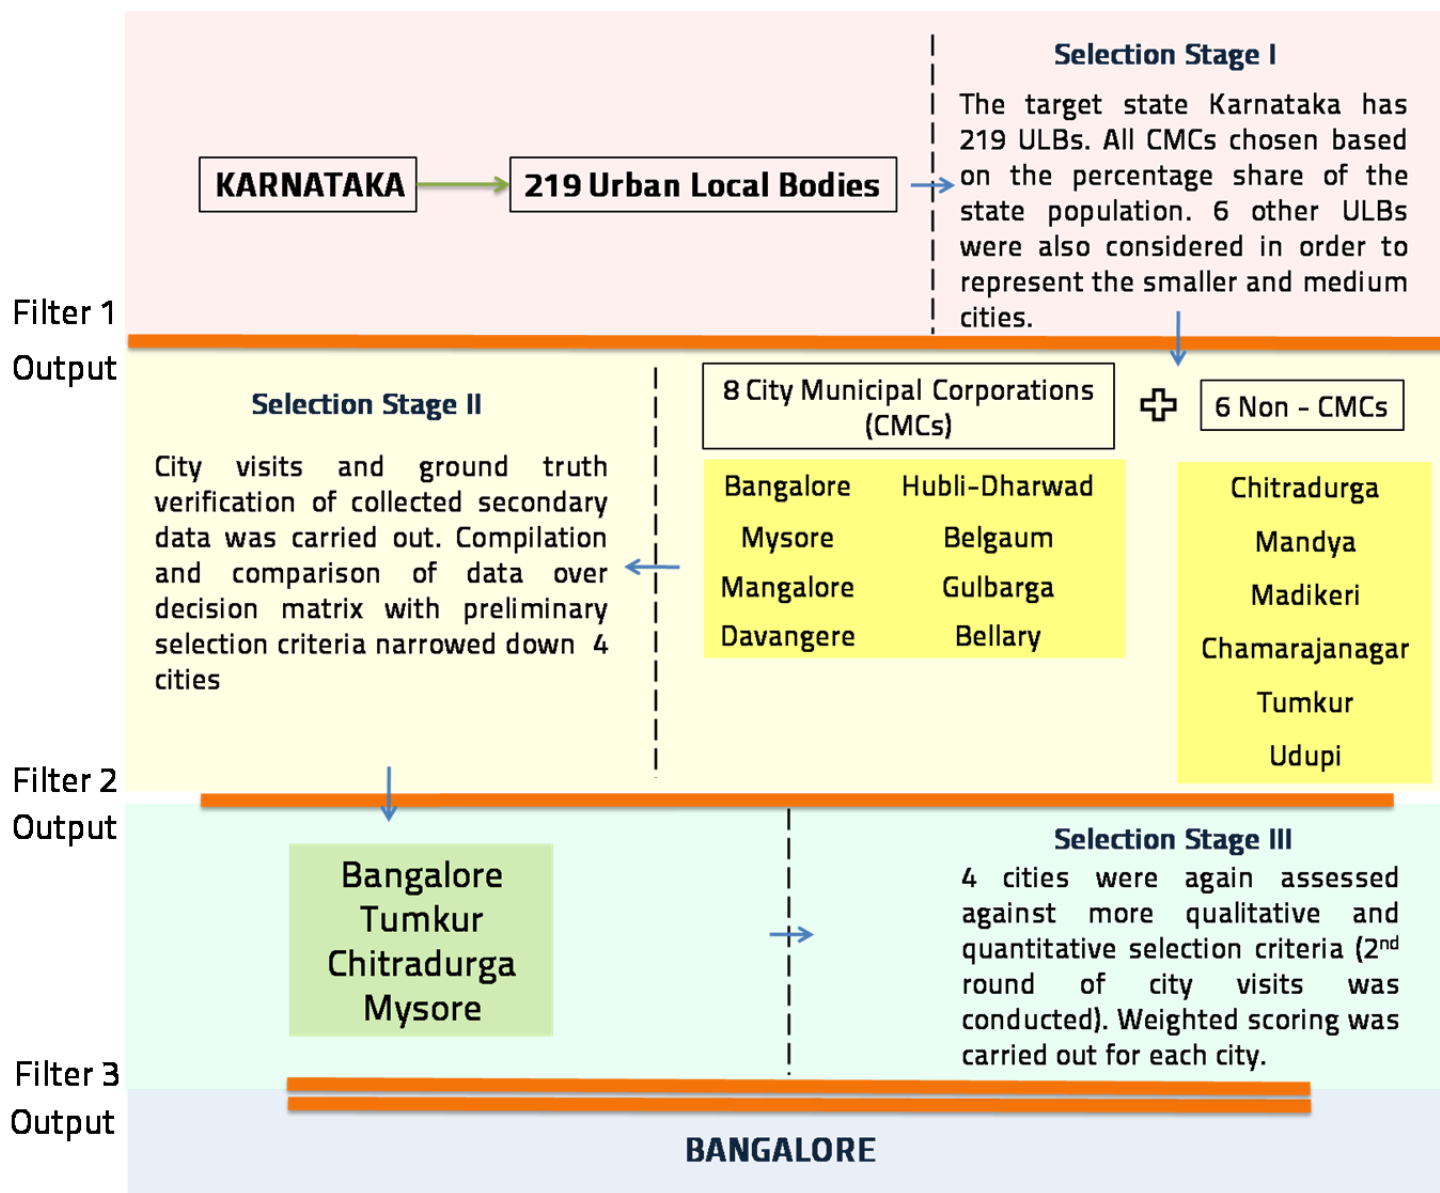 Selection Stage I
The target state Karnataka has
219 ULBs. All CMCs chosen based
on the percentage share of the
state population. 6 other ULBs
were also considered in order to
represent the smaller and medium
cities.
KARNATAKA
219 Urban Local Bodies
Filter 1
Output
Selection Stage II
City visits and ground truth
verification of collected secondary
data was carried out. Compilation
and comparison of data over
decision matrix with preliminary
selection criteria narrowed down 4
cities
8 City Municipal Corporations
(CMCs)
6 Non - CMCs
Bangalore Hubli-Dharwad
Mysore Belgaum
Mangalore Gulbarga
Davangere Bellary
Chitradurga
Mandya
Madikeri
Chamarajanagar
Tumkur
Udupi
Filter 2
Output
Bangalore
Tumkur
Chitradurga
Mysore
Selection Stage III
4 cities were again assessed
against more qualitative and
quantitative selection criteria (2nd
round of city visits was
conducted). Weighted scoring was
carried out for each city.
Filter 3
Output
BANGALORE